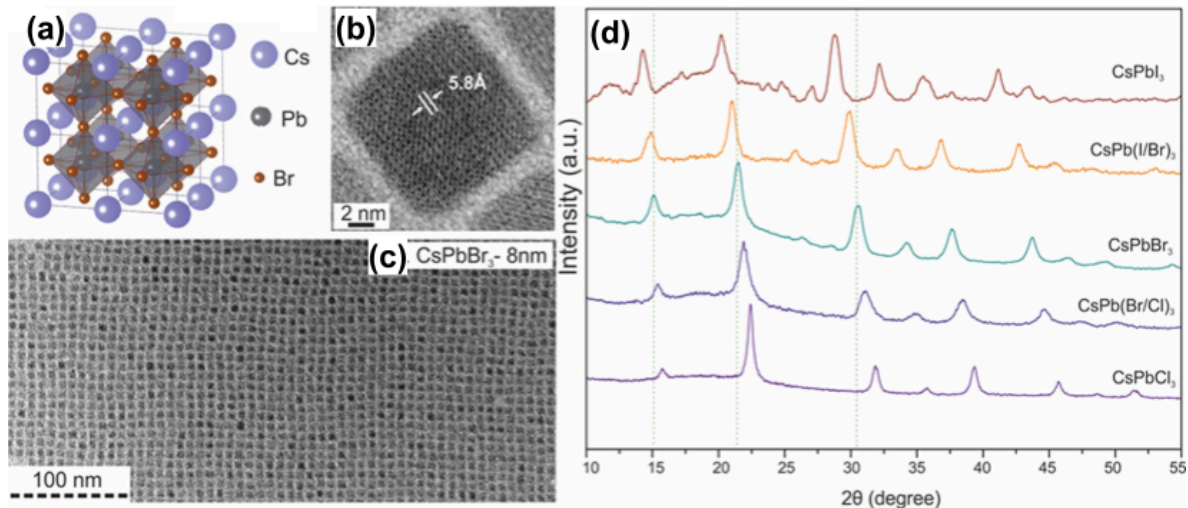 (a)
Cs
Pb
Br
(b)
5.8Å
2 nm
(c)
. CsPbBr₃- 8nm
100 nm
(d)
Intensity (a.u.)
CsPbI₃
CsPb(I/Br)₃
CsPbBr₃
CsPb(Br/Cl)₃
CsPbCl₃
10 15 20 25 30 35 40 45 50 55
2θ (degree)